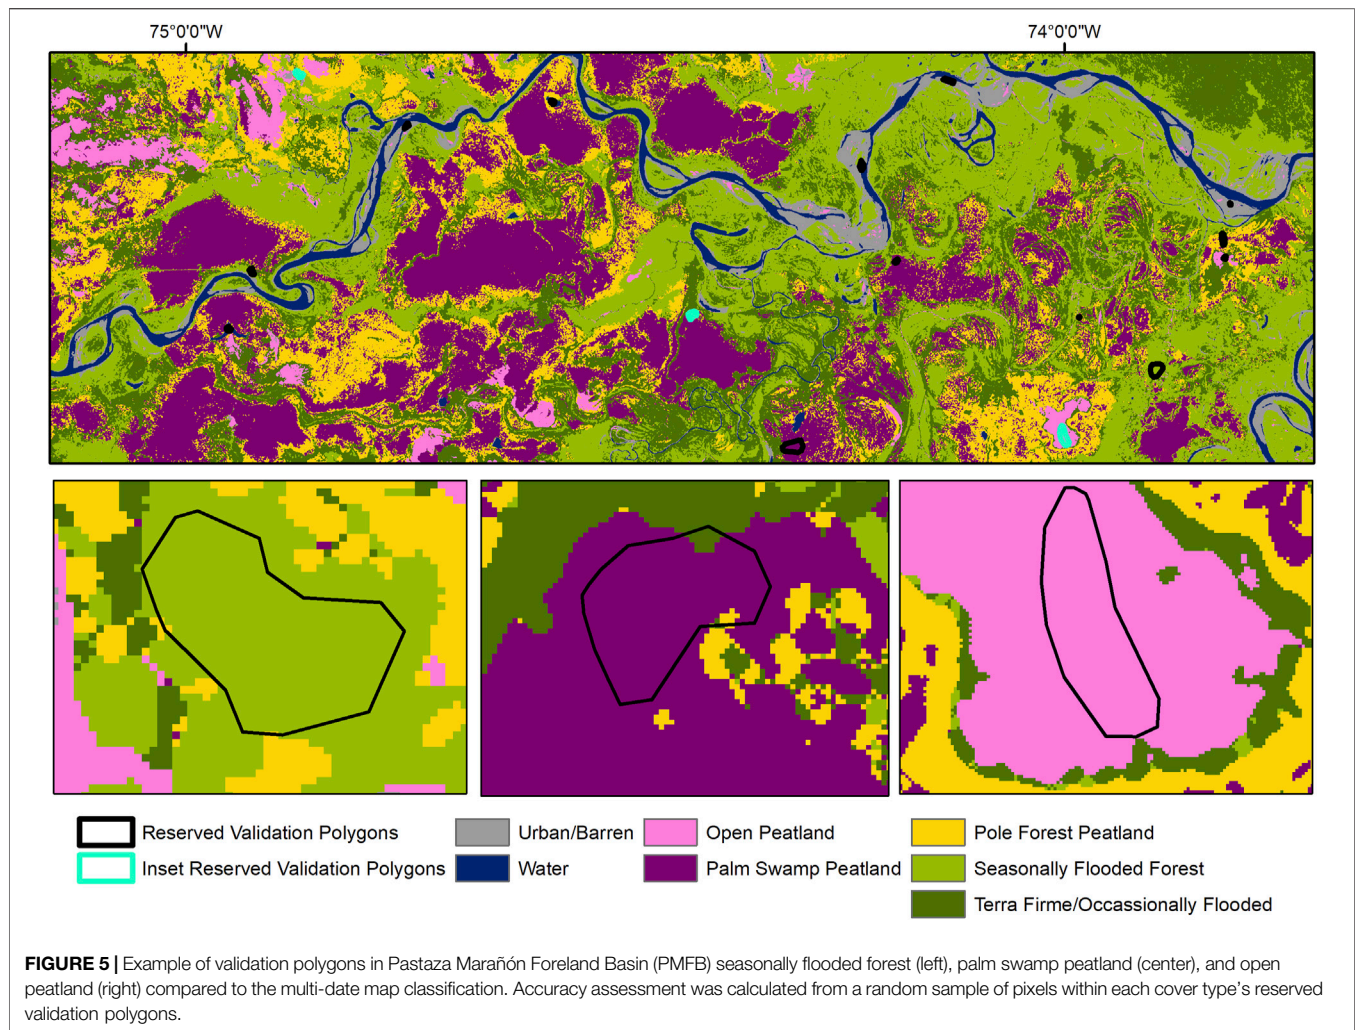 75°0'0"W 74°0'0"W
Reserved Validation Polygons Urban/Barren Open Peatland Pole Forest Peatland
Inset Reserved Validation Polygons Water Palm Swamp Peatland Seasonally Flooded Forest
Terra Firme/Occassionally Flooded
FIGURE 5 | Example of validation polygons in Pastaza Marañón Foreland Basin (PMFB) seasonally flooded forest (left), palm swamp peatland (center), and open
peatland (right) compared to the multi-date map classification. Accuracy assessment was calculated from a random sample of pixels within each cover type's reserved
validation polygons.